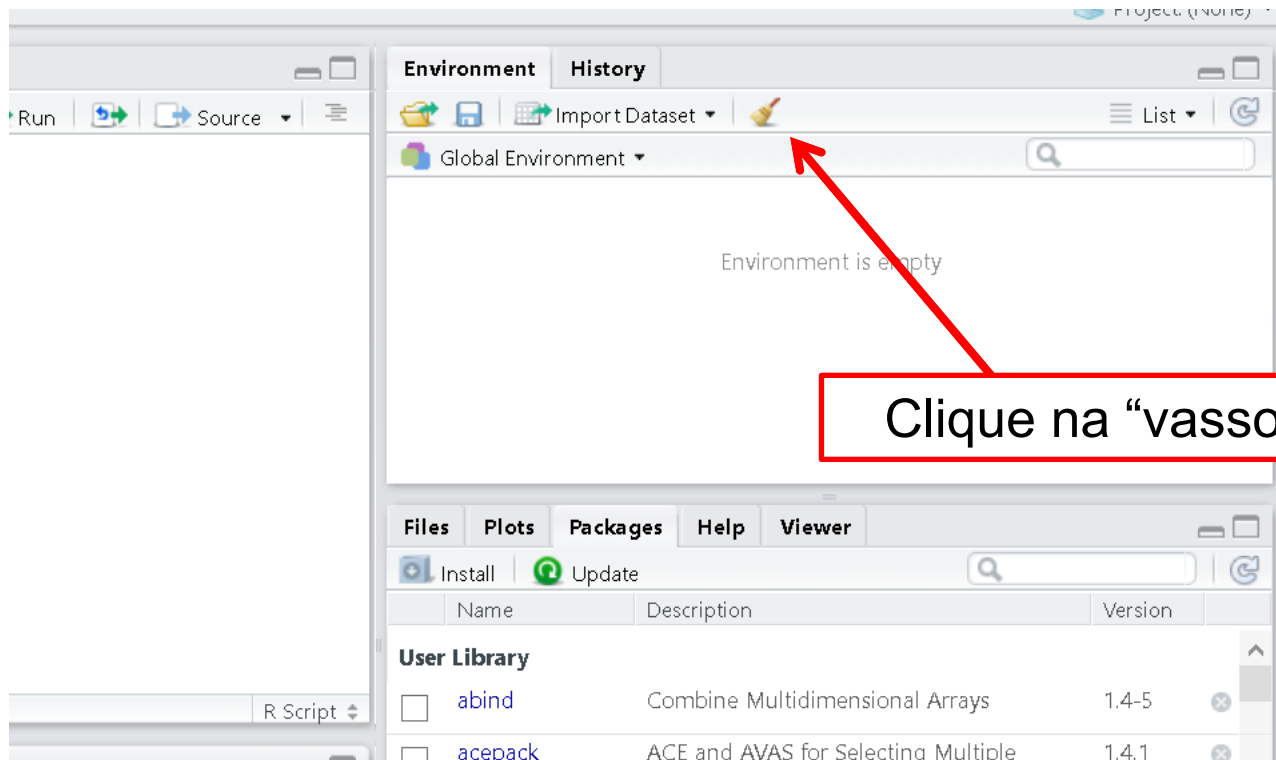 Project: (None)
Environment History
Run Source Import Dataset List
Global Environment
Environment is empty
Clique na “vasso
Files Plots Packages Help Viewer
Install Update
Name Description Version
User Library
abind Combine Multidimensional Arrays 1.4-5
R Script
acepack ACE and AVAS for Selecting Multiple 1.4.1